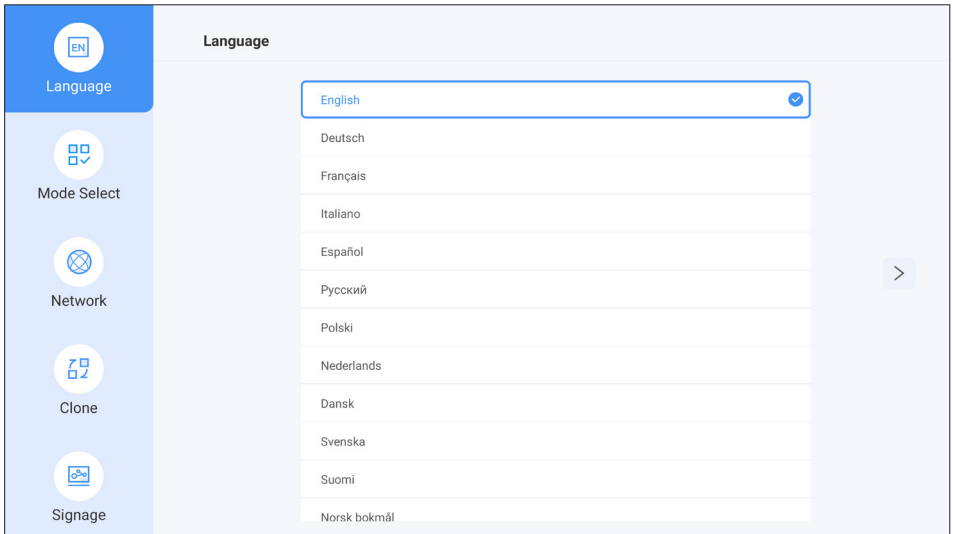 EN
Language
Mode Select
Network
Clone
Signage
Language
English
Deutsch
Français
Italiano
Español
Русский
Polski
Nederlands
Dansk
Svenska
Suomi
Norsk bokmål